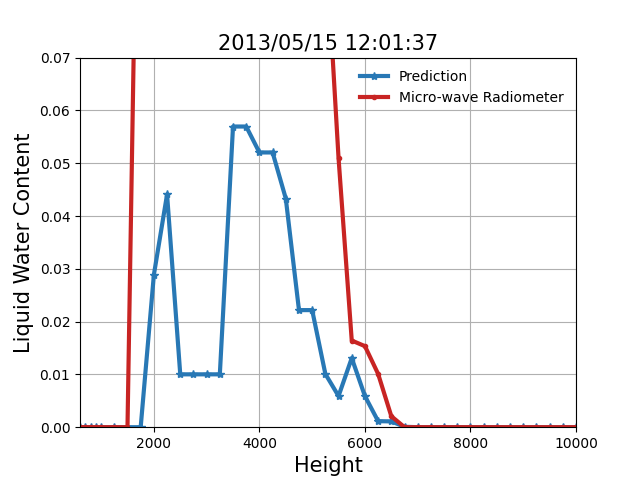 2013/05/15 12:01:37
Prediction
Micro-wave Radiometer
Liquid Water Content
0.07
0.06
0.05
0.04
0.03
0.02
0.01
0.00
2000 4000 6000 8000 10000
Height